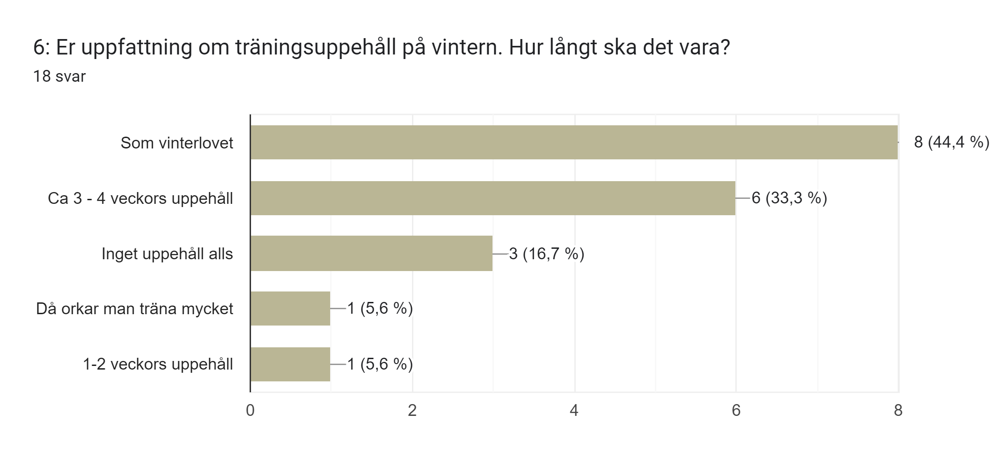 6: Er uppfattning om träningsuppehåll på vintern. Hur långt ska det vara?
18 svar
Som vinterlovet
8 (44,4 %)
Ca 3 - 4 veckors uppehåll
6 (33,3 %)
Inget uppehåll alls
3 (16,7 %)
Då orkar man träna mycket
1 (5,6 %)
1-2 veckors uppehåll
1 (5,6 %)
0 2 4 6 8